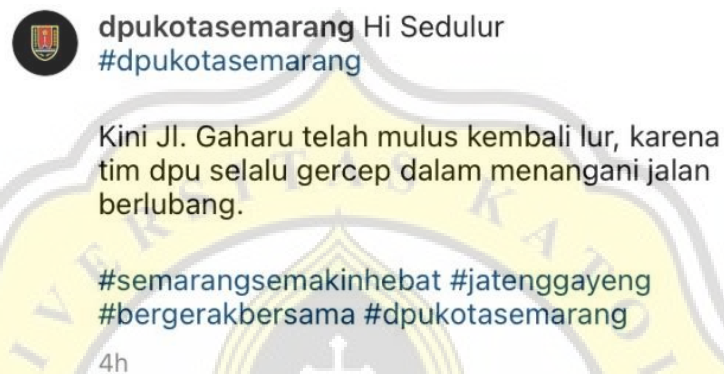 dpukotasemarang Hi Sedulur
#dpukotasemarang
Kini Jl. Gaharu telah mulus kembali lur, karena
tim dpu selalu gercep dalam menangani jalan
berlubang.
#semarangsemakinhebat #jatenggayeng
#bergerakbersama #dpukotasemarang
4h